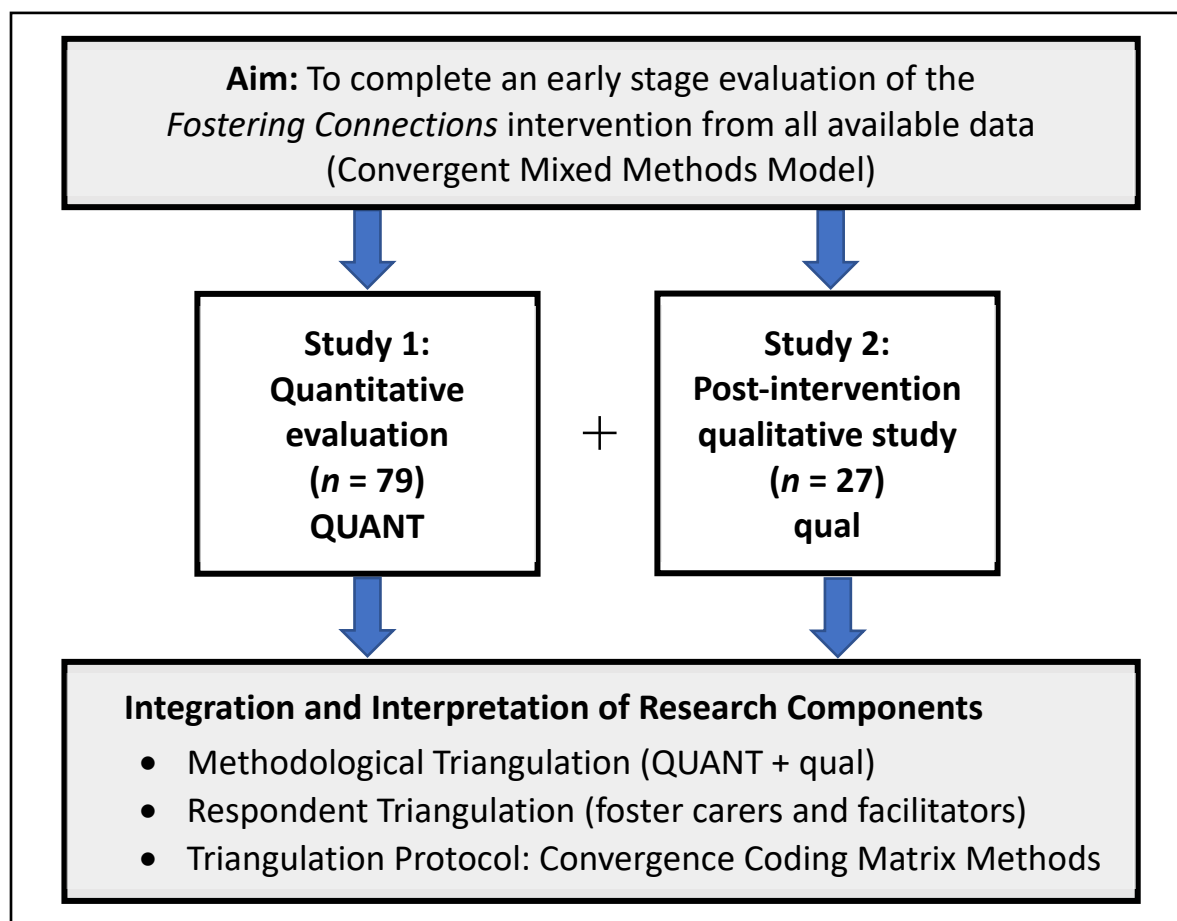 Aim: To complete an early stage evaluation of the
Fostering Connections intervention from all available data
(Convergent Mixed Methods Model)
Study 1:
Quantitative
evaluation
(n = 79)
QUANT
+
Study 2:
Post-intervention
qualitative study
(n = 27)
qual
Integration and Interpretation of Research Components
• Methodological Triangulation (QUANT + qual)
• Respondent Triangulation (foster carers and facilitators)
• Triangulation Protocol: Convergence Coding Matrix Methods